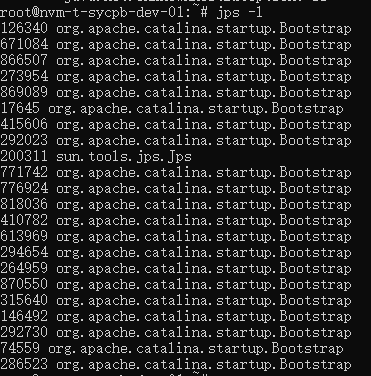 root@nvm-t-sycpb-dev-01:~# jps -l
126340 org.apache.catalina.startup.Bootstrap
671084 org.apache.catalina.startup.Bootstrap
866507 org.apache.catalina.startup.Bootstrap
273954 org.apache.catalina.startup.Bootstrap
869089 org.apache.catalina.startup.Bootstrap
17645 org.apache.catalina.startup.Bootstrap
415606 org.apache.catalina.startup.Bootstrap
292023 org.apache.catalina.startup.Bootstrap
200311 sun.tools.jps.Jps
771742 org.apache.catalina.startup.Bootstrap
776924 org.apache.catalina.startup.Bootstrap
818036 org.apache.catalina.startup.Bootstrap
410782 org.apache.catalina.startup.Bootstrap
613969 org.apache.catalina.startup.Bootstrap
294654 org.apache.catalina.startup.Bootstrap
264959 org.apache.catalina.startup.Bootstrap
870550 org.apache.catalina.startup.Bootstrap
315640 org.apache.catalina.startup.Bootstrap
146492 org.apache.catalina.startup.Bootstrap
292730 org.apache.catalina.startup.Bootstrap
74559 org.apache.catalina.startup.Bootstrap
286523 org.apache.catalina.startup.Bootstrap